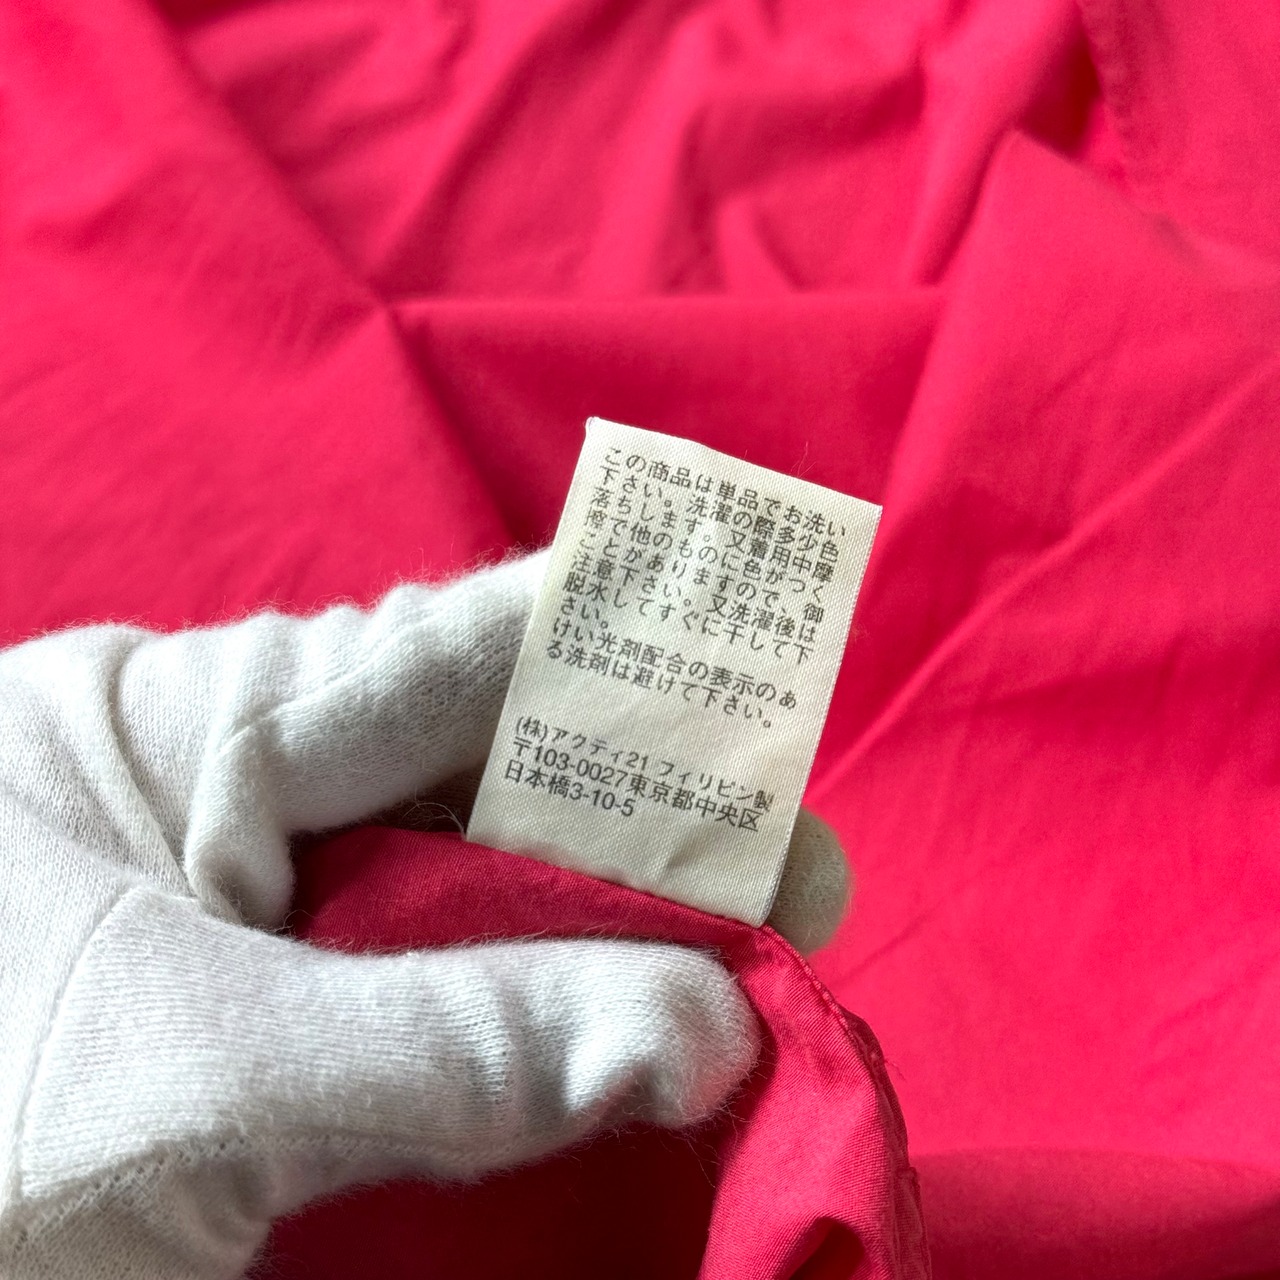 この商品は単品でお洗い
下さい。洗濯の際多少色
落ちします。又着用中摩
擦で他のものに色がつく
ことがありますので、御
注意下さい。又洗濯後は
脱水してすぐに干して下
さい。
けい光剤配合の表示のあ
る洗剤は避けて下さい。
(株)アクティ21 フィリピン製
〒103-0027東京都中央区
日本橋3-10-5